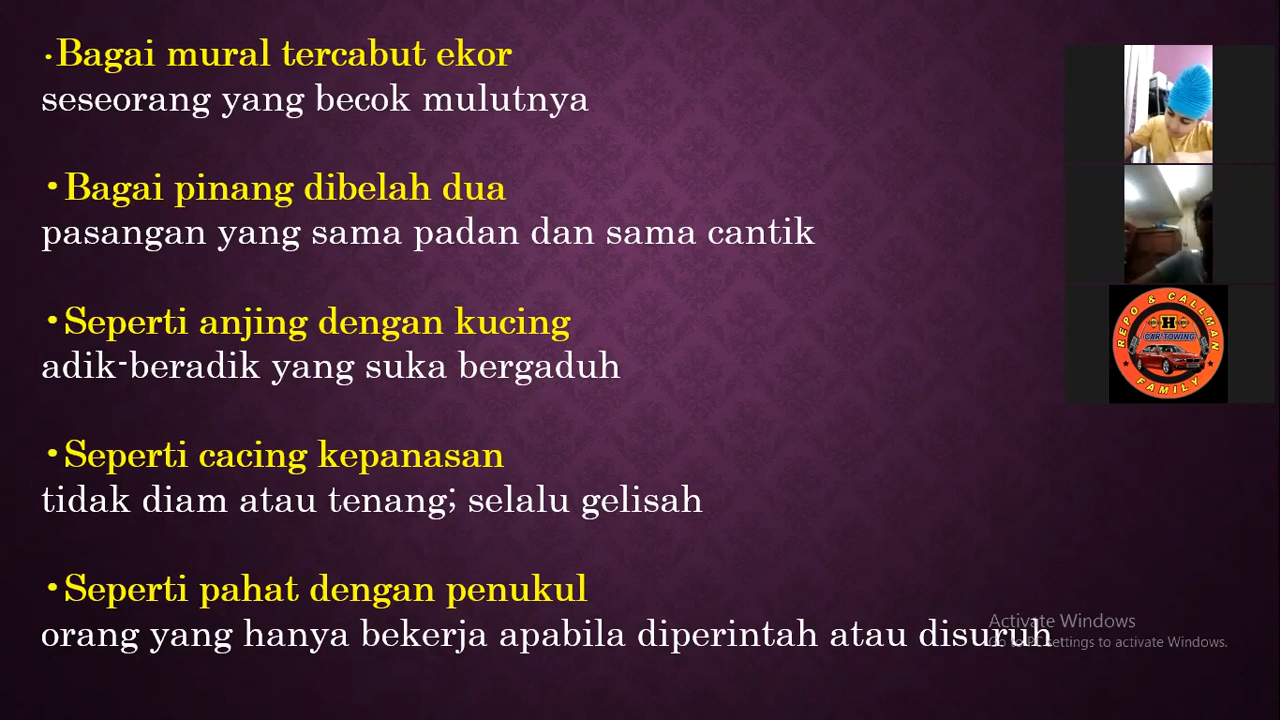 •Bagai mural tercabut ekor
seseorang yang becok mulutnya
•Bagai pinang dibelah dua
pasangan yang sama padan dan sama cantik
•Seperti anjing dengan kucing
adik-beradik yang suka bergaduh
•Seperti cacing kepanasan
tidak diam atau tenang; selalu gelisah
•Seperti pahat dengan penukul
orang yang hanya bekerja apabila diperintah atau disuruh
REPO & CALLMAN
H
CAR TOWING
FAMILY
Activate Windows
Go to PC settings to activate Windows.